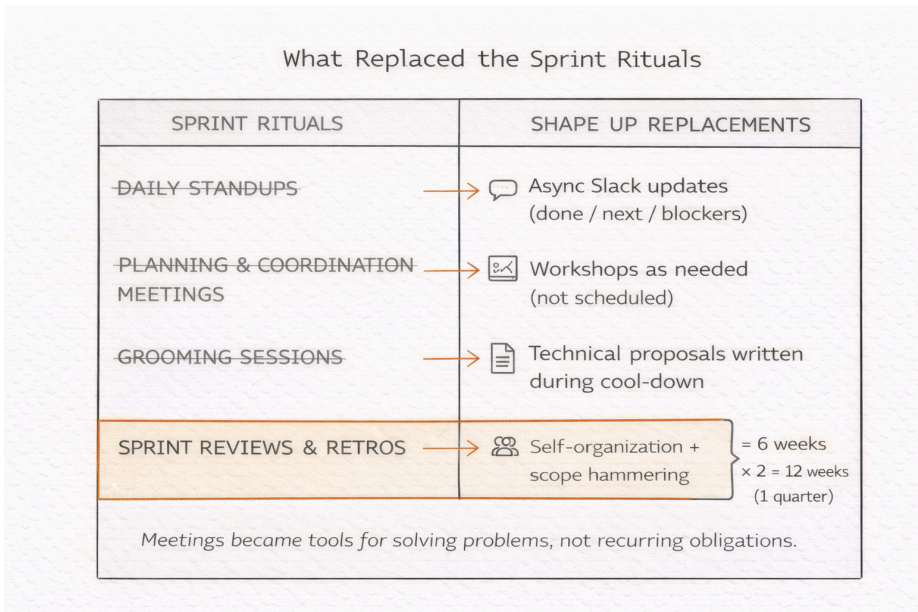 What Replaced the Sprint Rituals
SPRINT RITUALS
SHAPE UP REPLACEMENTS
DAILY STANDUPS
Async Slack updates
(done / next / blockers)
PLANNING & COORDINATION
MEETINGS
Workshops as needed
(not scheduled)
GROOMING SESSIONS
Technical proposals written
during cool-down
SPRINT REVIEWS & RETROS
Self-organization +
scope hammering
= 6 weeks
× 2 = 12 weeks
(1 quarter)
Meetings became tools for solving problems, not recurring obligations.